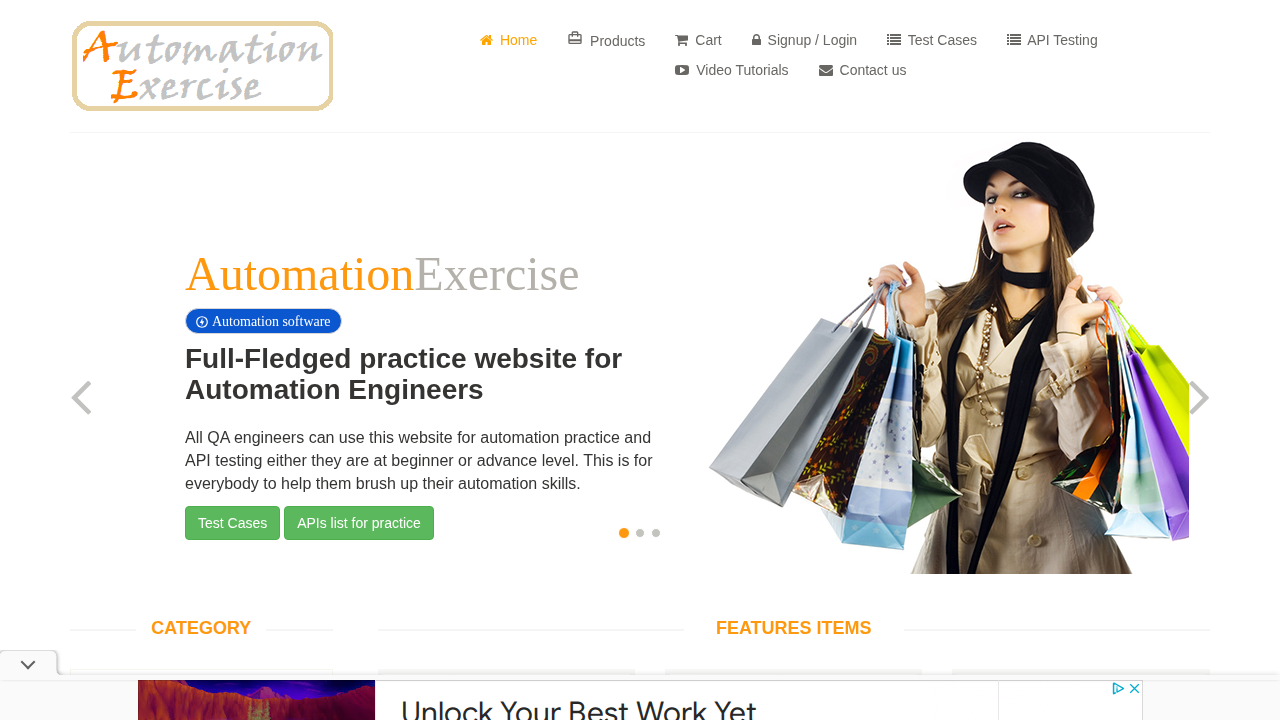 Automation
Exercise
Home
Products
Cart
Signup / Login
Test Cases
API Testing
Video Tutorials
Contact us
AutomationExercise
Automation software
Full-Fledged practice website for
Automation Engineers
All QA engineers can use this website for automation practice and
API testing either they are at beginner or advance level. This is for
everybody to help them brush up their automation skills.
Test Cases
APIs list for practice
CATEGORY
FEATURES ITEMS
Unlock Your Best Work Yet